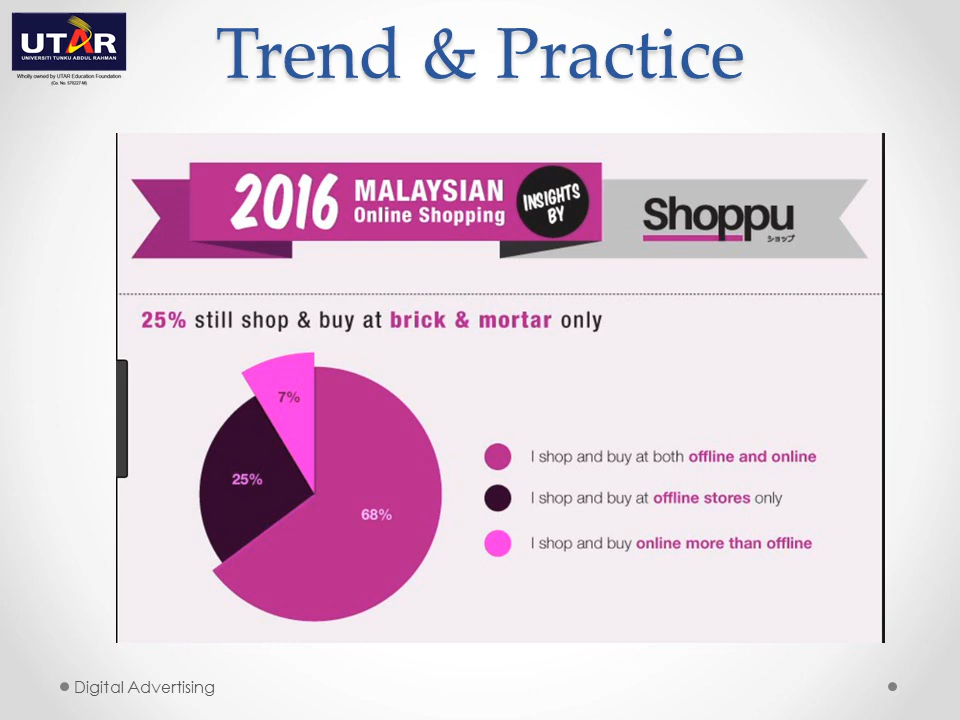 UTAR
UNIVERSITI TUNKU ABDUL RAHMAN
Wholly owned by UTAR Education Foundation
(Co. No. 578227-M)
Trend & Practice
2016 MALAYSIAN
Online Shopping
INSIGHTS
BY
Shoppu
ショップ
25% still shop & buy at brick & mortar only
7%
25%
68%
I shop and buy at both offline and online
I shop and buy at offline stores only
I shop and buy online more than offline
Digital Advertising